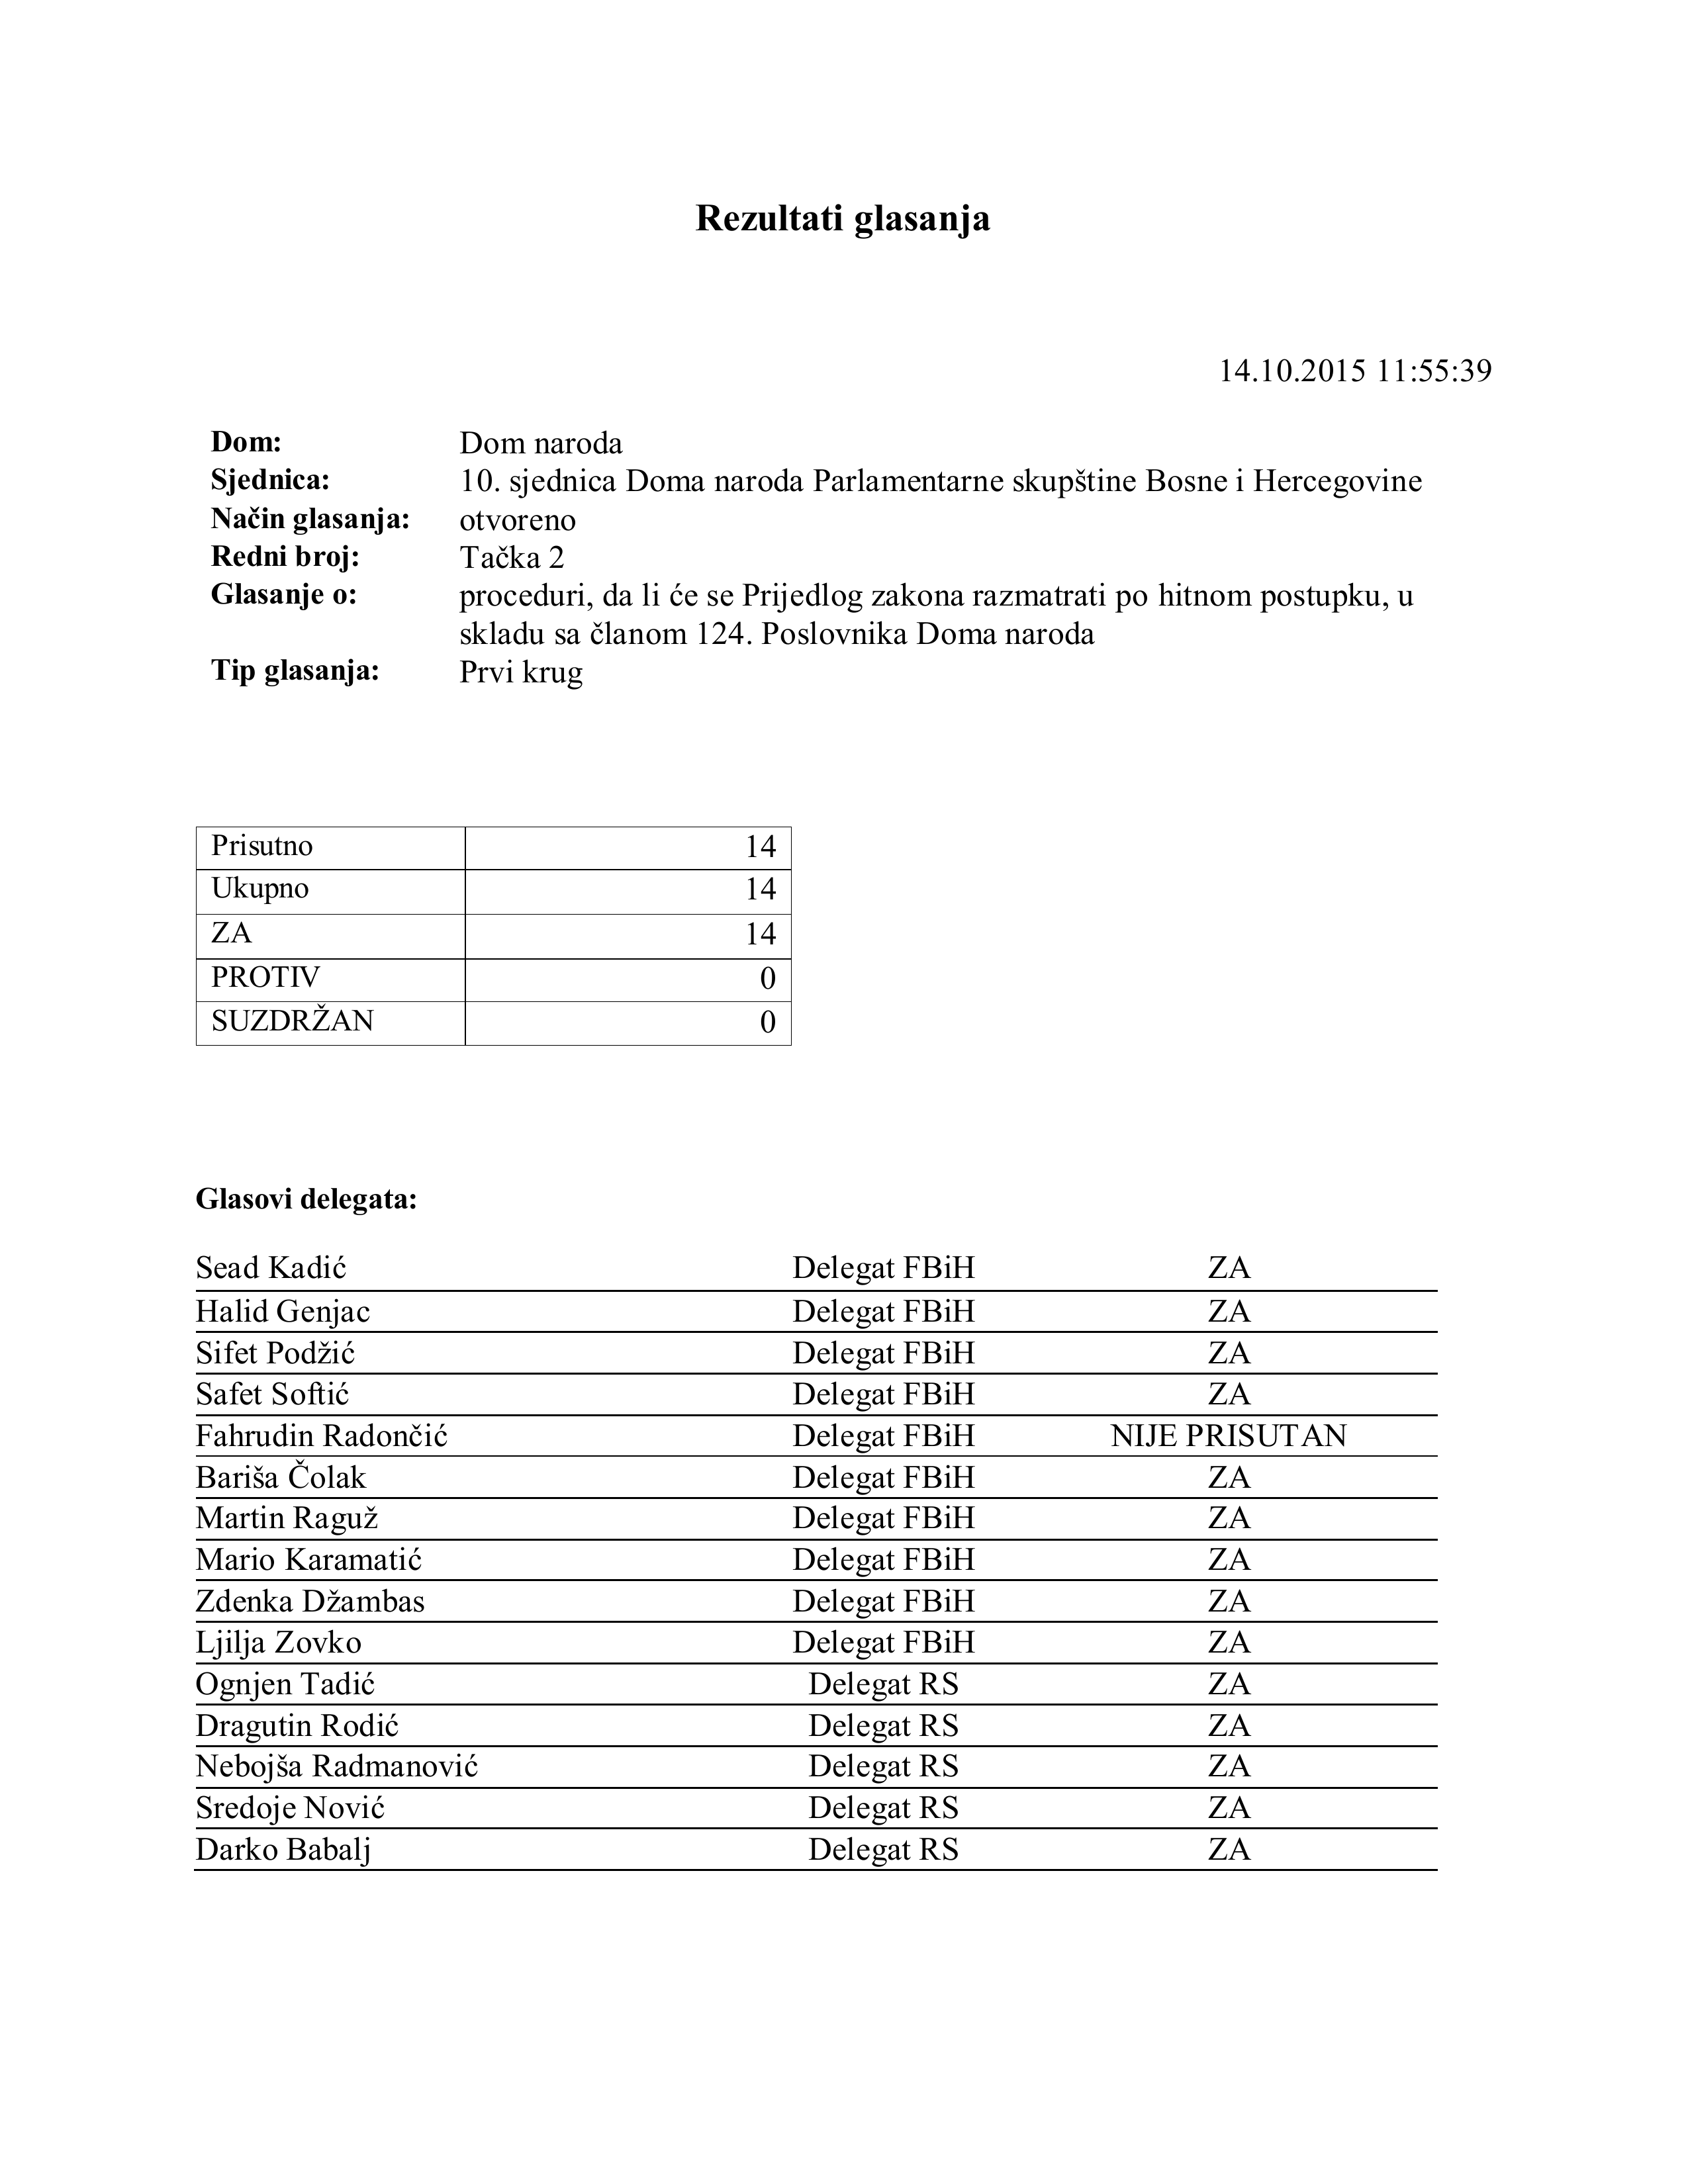 Rezultati glasanja
14.10.2015 11:55:39
Dom: Dom naroda
Sjednica: 10. sjednica Doma naroda Parlamentarne skupštine Bosne i Hercegovine
Način glasanja: otvoreno
Redni broj: Tačka 2
Glasanje o: proceduri, da li će se Prijedlog zakona razmatrati po hitnom postupku, u
skladu sa članom 124. Poslovnika Doma naroda
Tip glasanja: Prvi krug
Prisutno 14
Ukupno 14
ZA 14
PROTIV 0
SUZDRŽAN 0
Glasovi delegata:
Sead Kadić Delegat FBiH ZA
Halid Genjac Delegat FBiH ZA
Sifet Podžić Delegat FBiH ZA
Safet Softić Delegat FBiH ZA
Fahrudin Radončić Delegat FBiH NIJE PRISUTAN
Bariša Čolak Delegat FBiH ZA
Martin Raguž Delegat FBiH ZA
Mario Karamatić Delegat FBiH ZA
Zdenka Džambas Delegat FBiH ZA
Ljilja Zovko Delegat FBiH ZA
Ognjen Tadić Delegat RS ZA
Dragutin Rodić Delegat RS ZA
Nebojša Radmanović Delegat RS ZA
Sredoje Nović Delegat RS ZA
Darko Babalj Delegat RS ZA